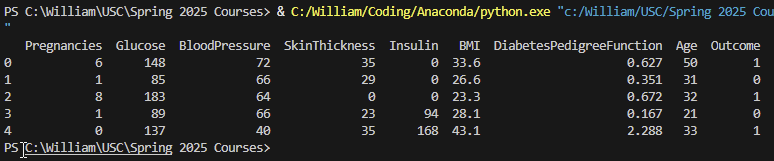 PS C:\William\USC\Spring 2025 Courses> & C:/William/Coding/Anaconda/python.exe "c:/William/USC/Spring 2025 Cou
"
Pregnancies Glucose BloodPressure SkinThickness Insulin BMI DiabetesPedigreeFunction Age Outcome
0 6 148 72 35 0 33.6 0.627 50 1
1 1 85 66 29 0 26.6 0.351 31 0
2 8 183 64 0 0 23.3 0.672 32 1
3 1 89 66 23 94 28.1 0.167 21 0
4 0 137 40 35 168 43.1 2.288 33 1
PS C:\William\USC\Spring 2025 Courses>